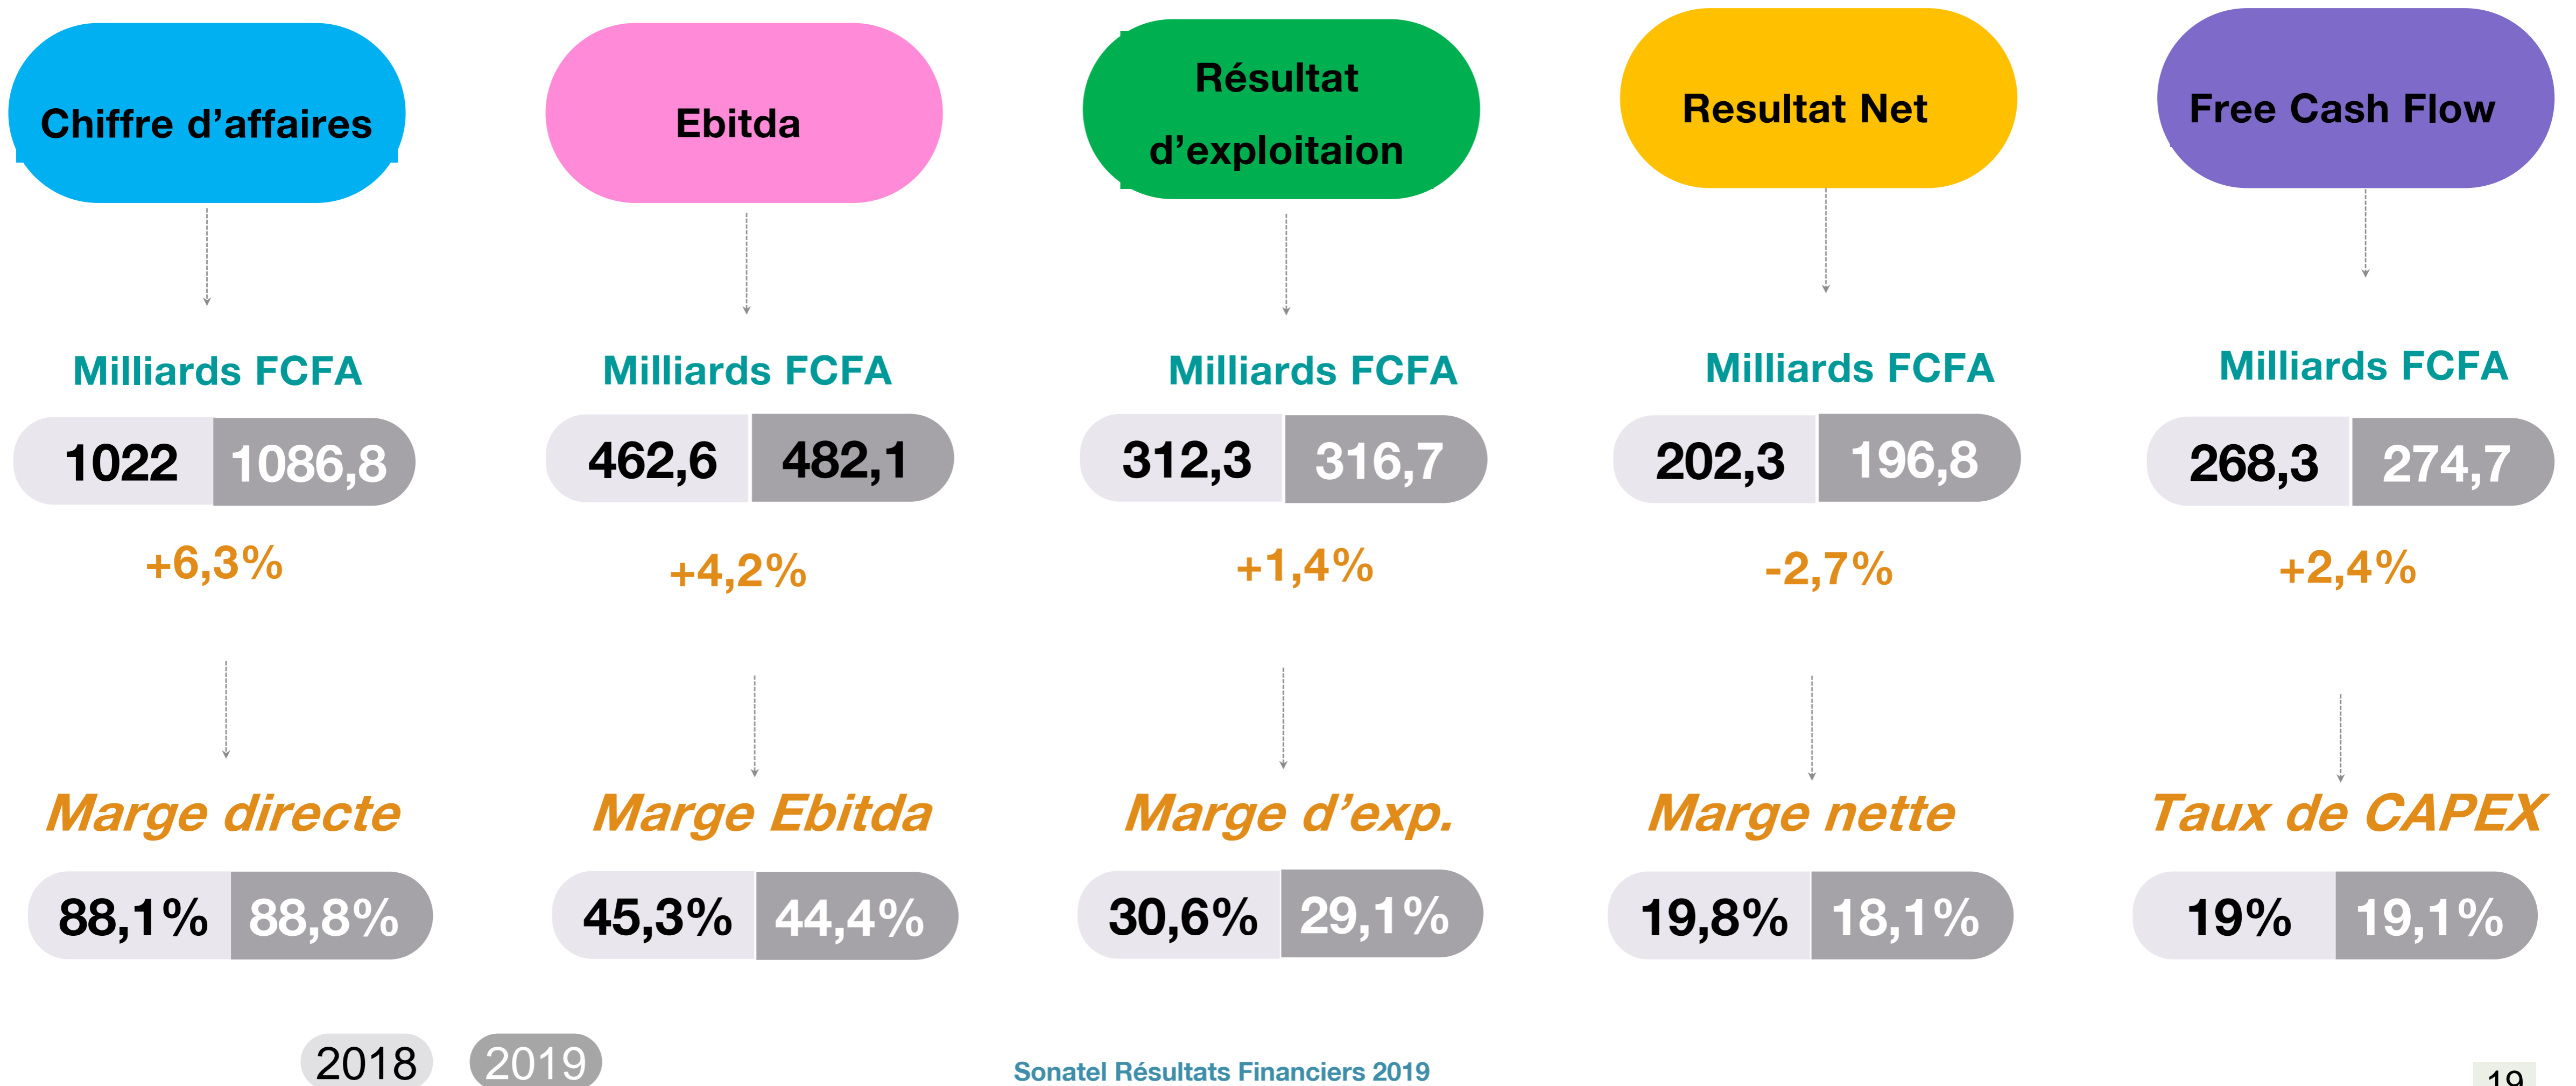 Chiffre d’affaires
Ebitda
Résultat
d’exploitaion
Resultat Net
Free Cash Flow
Milliards FCFA
Milliards FCFA
Milliards FCFA
Milliards FCFA
Milliards FCFA
1022 1086,8
462,6 482,1
312,3 316,7
202,3 196,8
268,3 274,7
+6,3%
+4,2%
+1,4%
-2,7%
+2,4%
Marge directe
Marge Ebitda
Marge d’exp.
Marge nette
Taux de CAPEX
88,1% 88,8%
45,3% 44,4%
30,6% 29,1%
19,8% 18,1%
19% 19,1%
2018 2019
Sonatel Résultats Financiers 2019
19